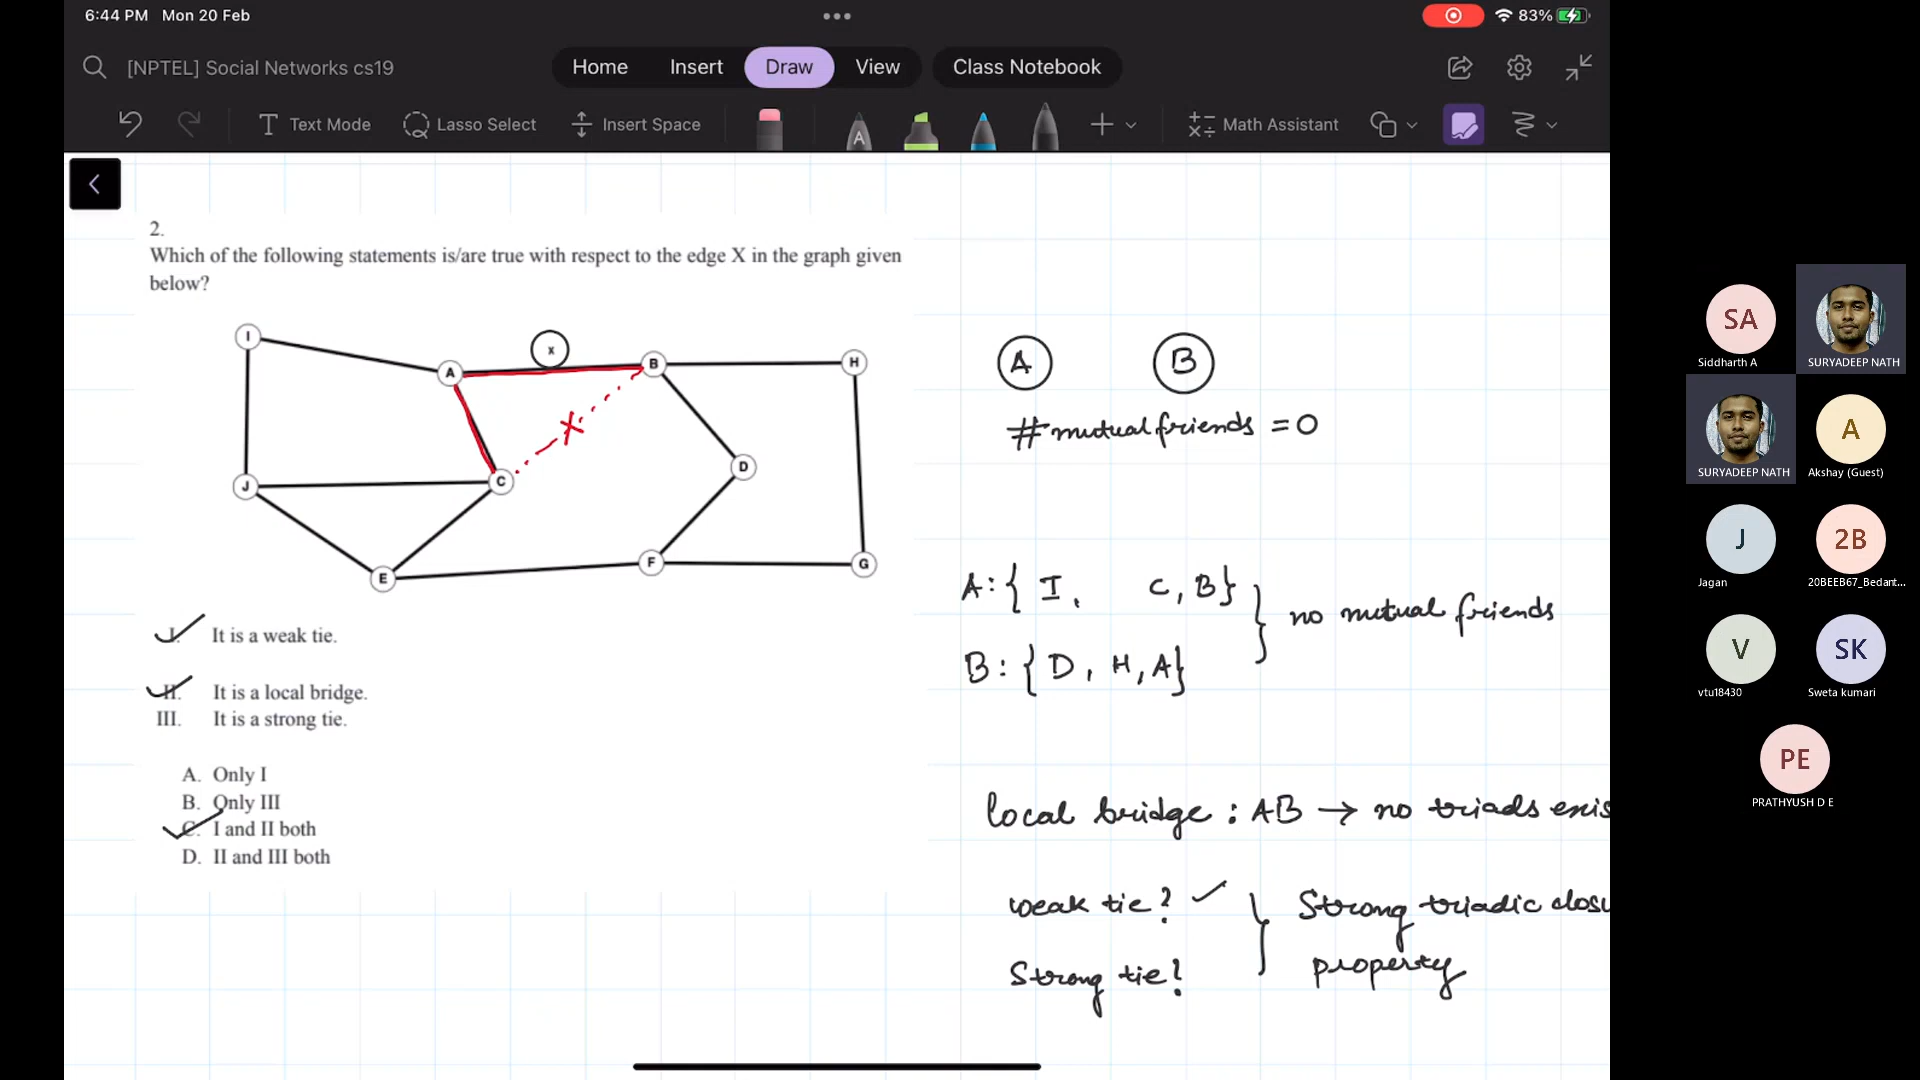 6:44 PM Mon 20 Feb
83%
[NPTEL] Social Networks cs19
Home Insert Draw View Class Notebook
Text Mode Lasso Select Insert Space
A
Math Assistant
2.
Which of the following statements is/are true with respect to the edge X in the graph given
below?
I
A
x
B
H
C
D
J
E
F
G
X
I. It is a weak tie.
II. It is a local bridge.
III. It is a strong tie.
A. Only I
B. Only III
C. I and II both
D. II and III both
A B
#mutual friends = 0
A: { I, C, B}
B: { D, H, A}
} no mutual friends
local bridge : AB → no triads exis
weak tie? ✓
Strong tie?
} Strong triadic closu
property
SA
Siddharth A
SURYADEEP NATH
SURYADEEP NATH
A
Akshay (Guest)
J
Jagan
2B
20BEEB67_Bedant...
V
vtu18430
SK
Sweta kumari
PE
PRATHYUSH D E